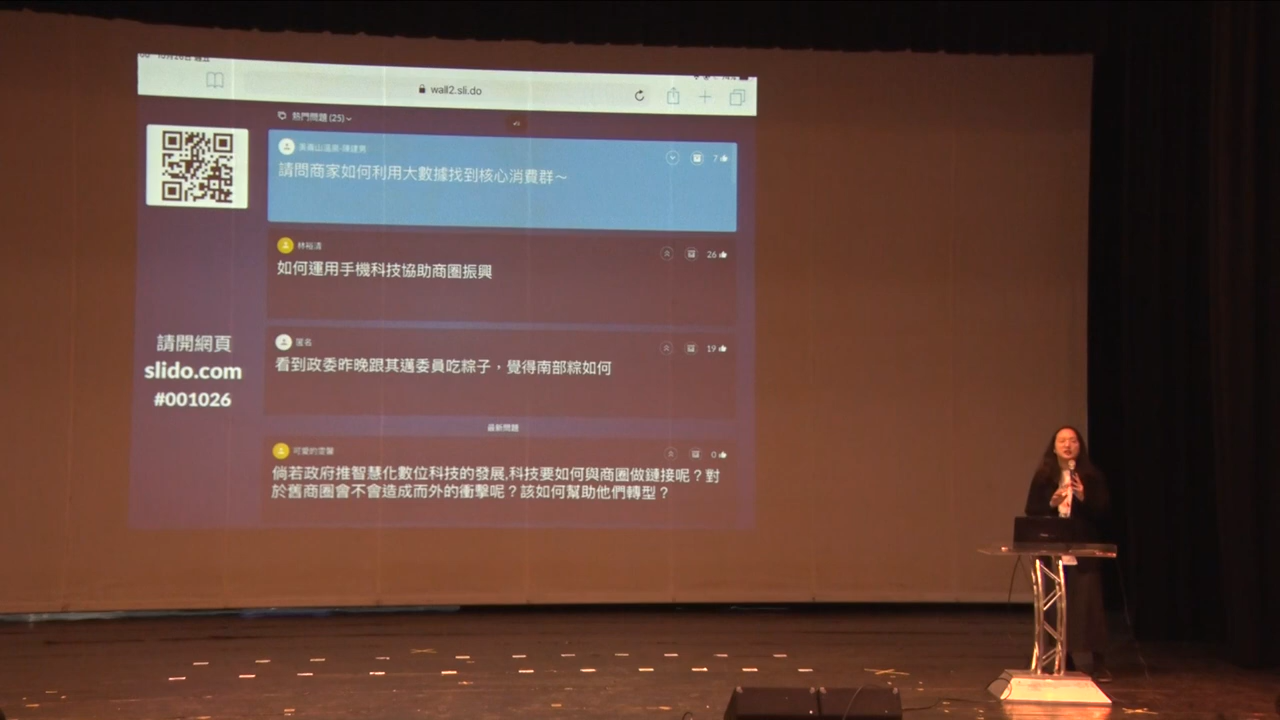 wall2.sli.do
熱門問題 (25)
請問商家如何利用大數據找到核心消費群～
7
林裕清
26
如何運用手機科技協助商圈振興
匿名
19
看到政委昨晚跟其邁委員吃粽子，覺得南部粽如何
最新問題
可愛的
0
倘若政府推智慧化數位科技的發展,科技要如何與商圈做鏈接呢？對
於舊商圈會不會造成而外的衝擊呢？該如何幫助他們轉型？
請開網頁
slido.com
#001026